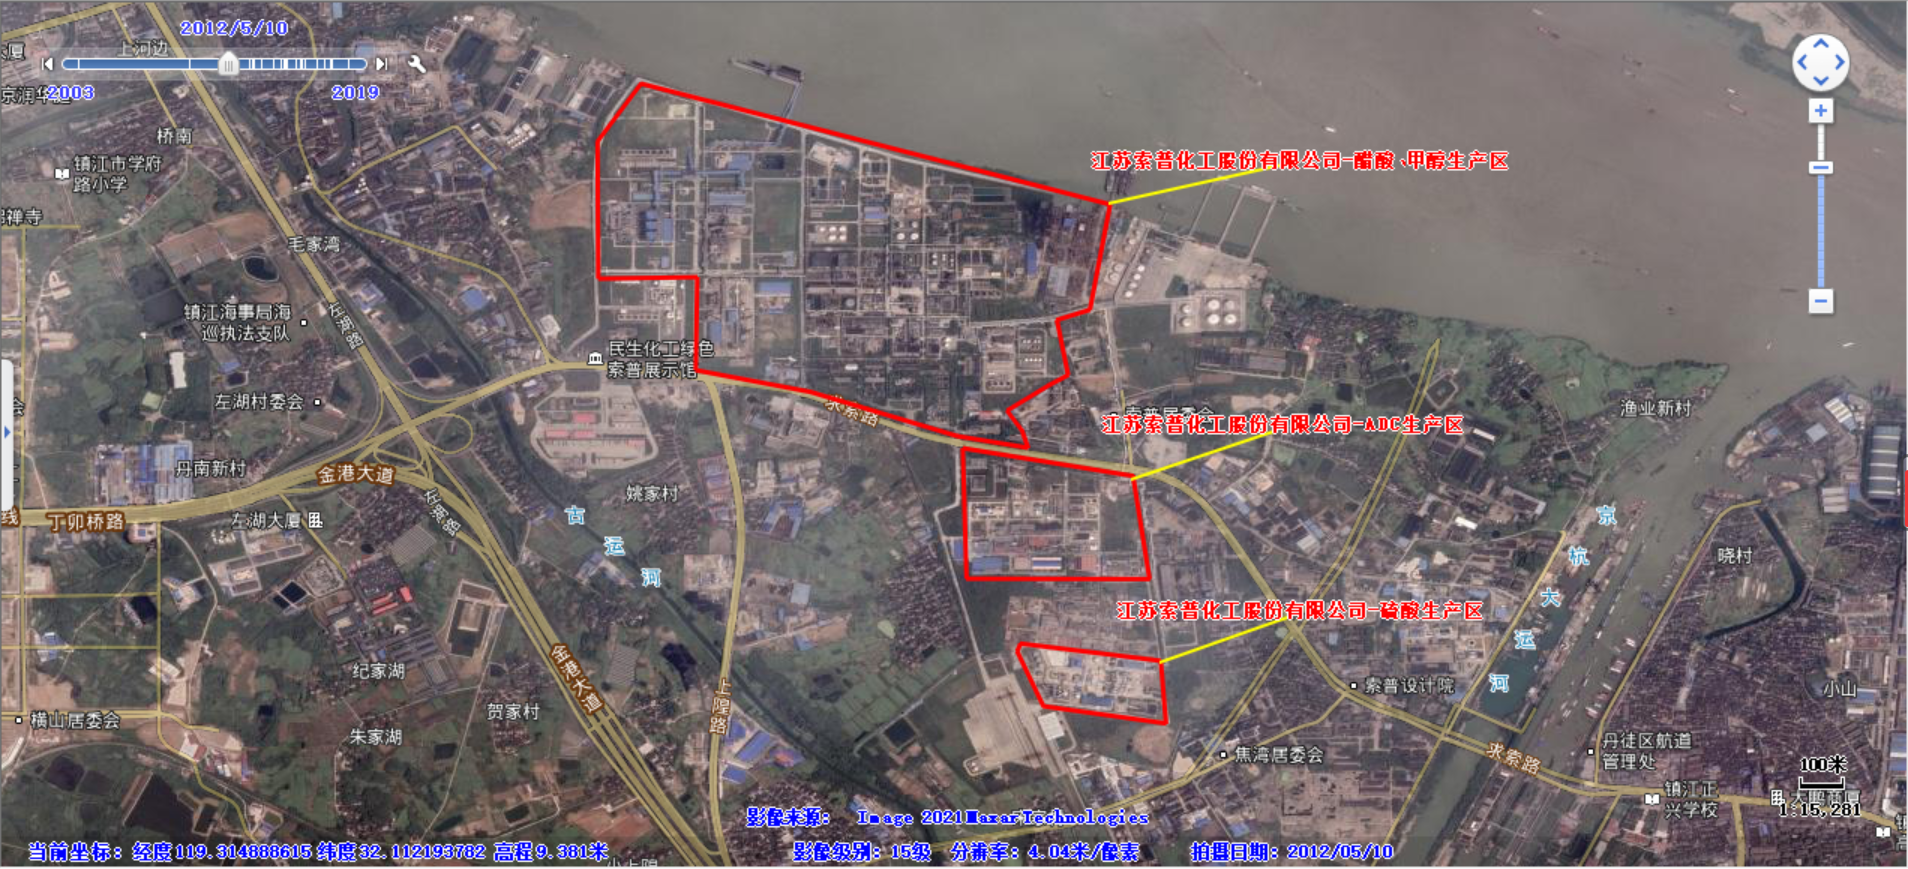 2012/5/10
上河边
2003
2019
桥南
镇江市学府
路小学
毛家湾
镇江海事局海
巡执法支队
左湖村委会
丹南新村
金港大道
丁卯桥路
左湖大厦
古运河
姚家村
民生化工绿色
索普展示馆
求索路
江苏索普化工股份有限公司-醋酸、甲醇生产区
索普居委会
江苏索普化工股份有限公司-ADC生产区
江苏索普化工股份有限公司-硫酸生产区
渔业新村
京杭大运河
晓村
小山
纪家湖
贺家村
朱家湖
横山居委会
金港大道
上隍路
索普设计院
焦湾居委会
求索路
丹徒区航道
管理处
镇江正
兴学校
100米
1:15,281
影像来源: Image 2021MaxarTechnologies
当前坐标：经度119.314888615 纬度32.112193782 高程9.381米
影像级别：15级 分辨率：4.04米/像素 拍摄日期：2012/05/10